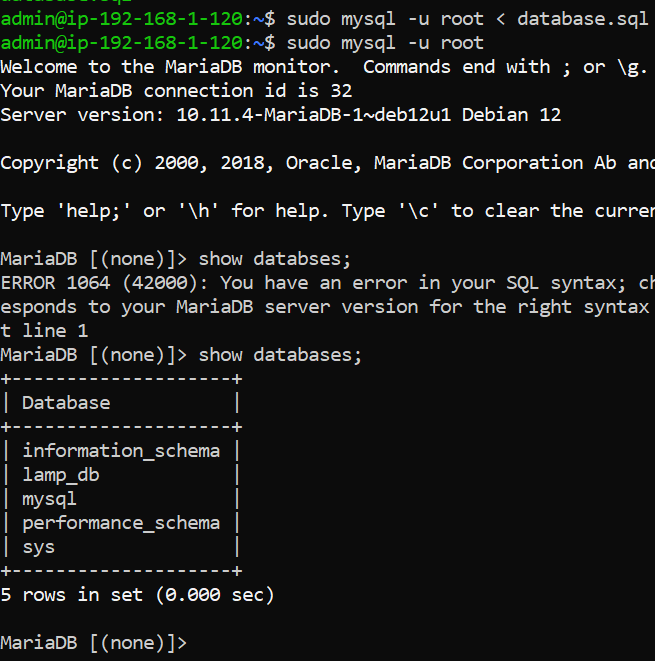 admin@ip-192-168-1-120:~$ sudo mysql -u root < database.sql
admin@ip-192-168-1-120:~$ sudo mysql -u root
Welcome to the MariaDB monitor.  Commands end with ; or \g.
Your MariaDB connection id is 32
Server version: 10.11.4-MariaDB-1~deb12u1 Debian 12
Copyright (c) 2000, 2018, Oracle, MariaDB Corporation Ab and
Type 'help;' or '\h' for help. Type '\c' to clear the curren
MariaDB [(none)]> show databses;
ERROR 1064 (42000): You have an error in your SQL syntax; ch
esponds to your MariaDB server version for the right syntax
t line 1
MariaDB [(none)]> show databases;
+--------------------+
| Database           |
+--------------------+
| information_schema |
| lamp_db            |
| mysql              |
| performance_schema |
| sys                |
+--------------------+
5 rows in set (0.000 sec)
MariaDB [(none)]>